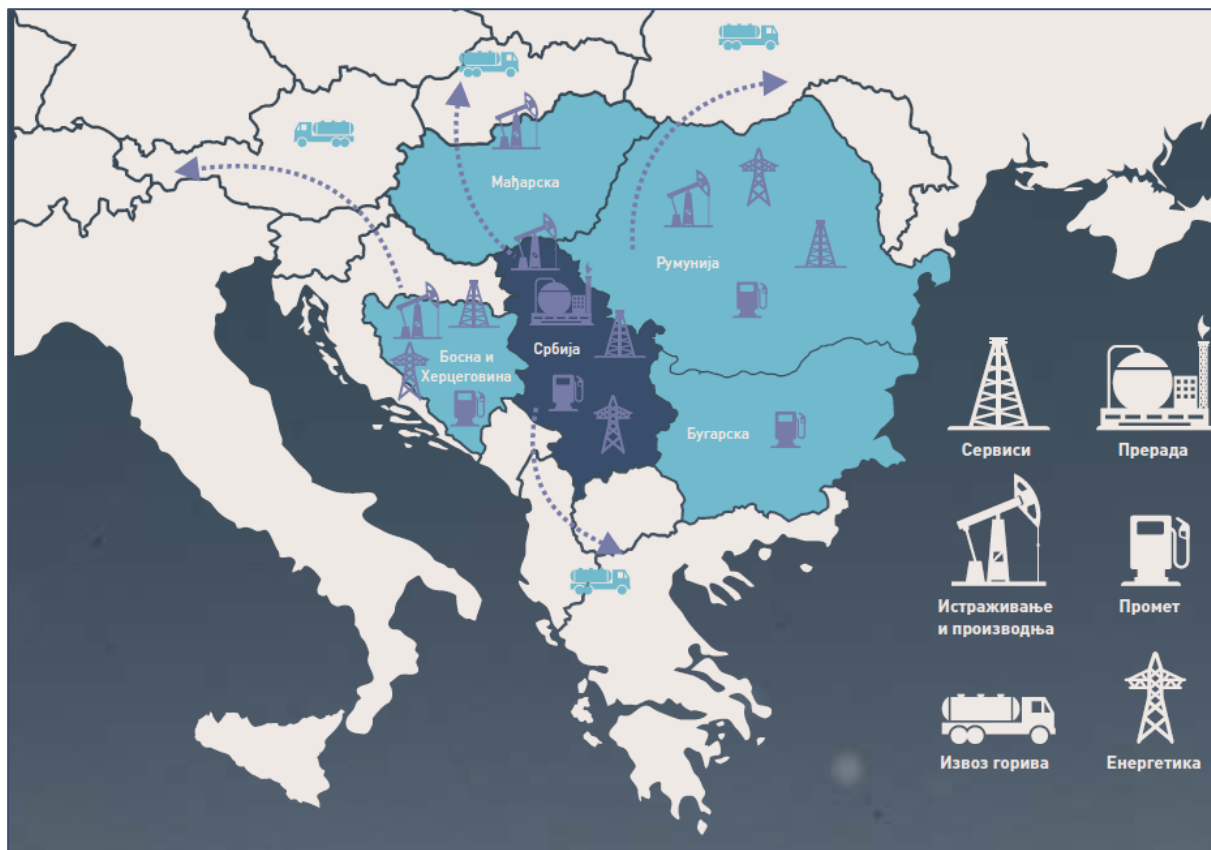 Мађарска
Румунија
Србија
Босна и
Херцеговина
Бугарска
Сервиси
Прерада
Истраживање
и производња
Промет
Извоз горива
Енергетика